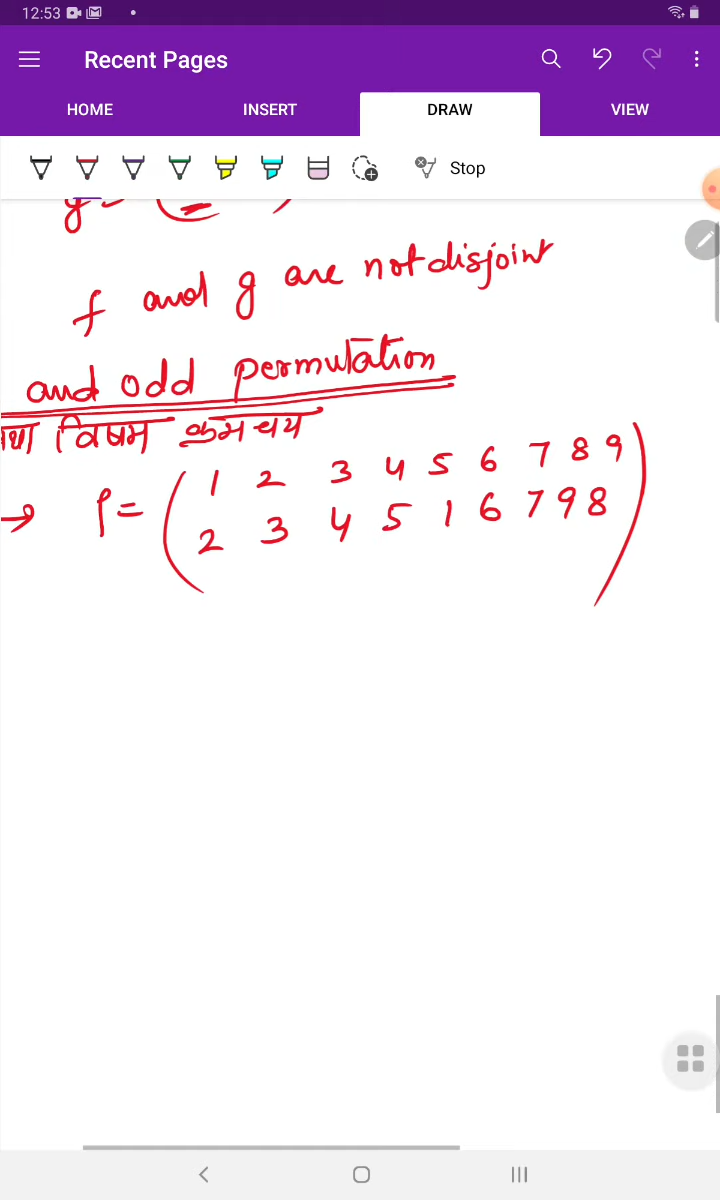 12:53
Recent Pages
HOME INSERT DRAW VIEW
Stop
f and g are not disjoint
and odd permutation
विषम क्रमचय
→ f = ( 1 2 3 4 5 6 7 8 9
2 3 4 5 1 6 7 9 8 )